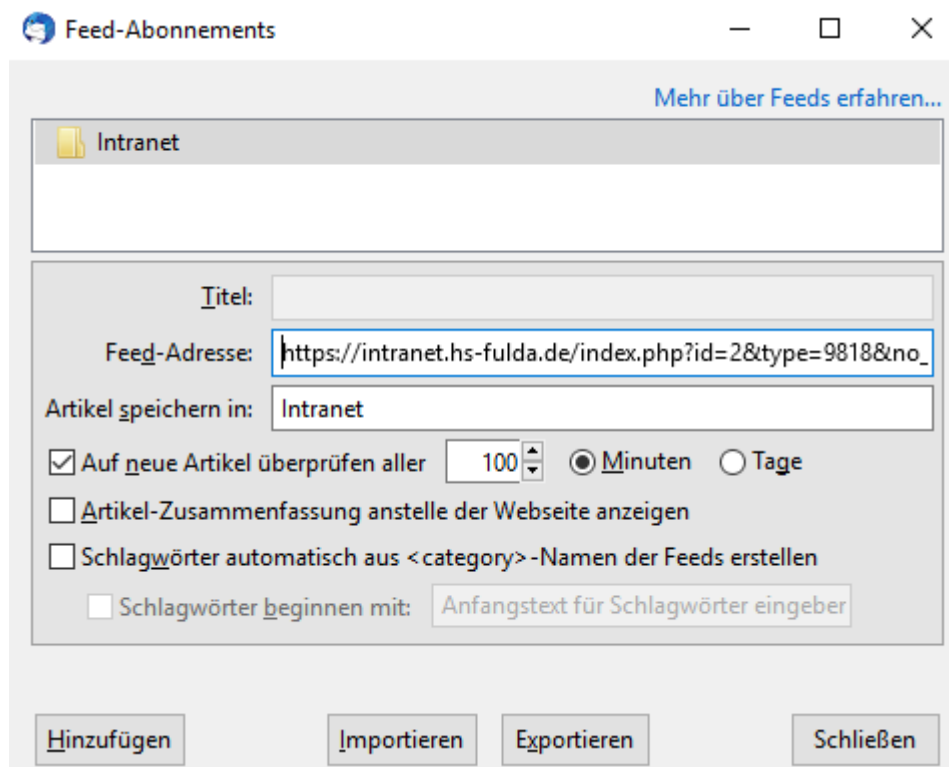 Feed-Abonnements
Mehr über Feeds erfahren...
Intranet
Titel:
Feed-Adresse: https://intranet.hs-fulda.de/index.php?id=2&type=9818&no_
Artikel speichern in: Intranet
Auf neue Artikel überprüfen aller 100 Minuten Tage
Artikel-Zusammenfassung anstelle der Webseite anzeigen
Schlagwörter automatisch aus <category>-Namen der Feeds erstellen
Schlagwörter beginnen mit: Anfangstext für Schlagwörter eingeber
Hinzufügen Importieren Exportieren Schließen